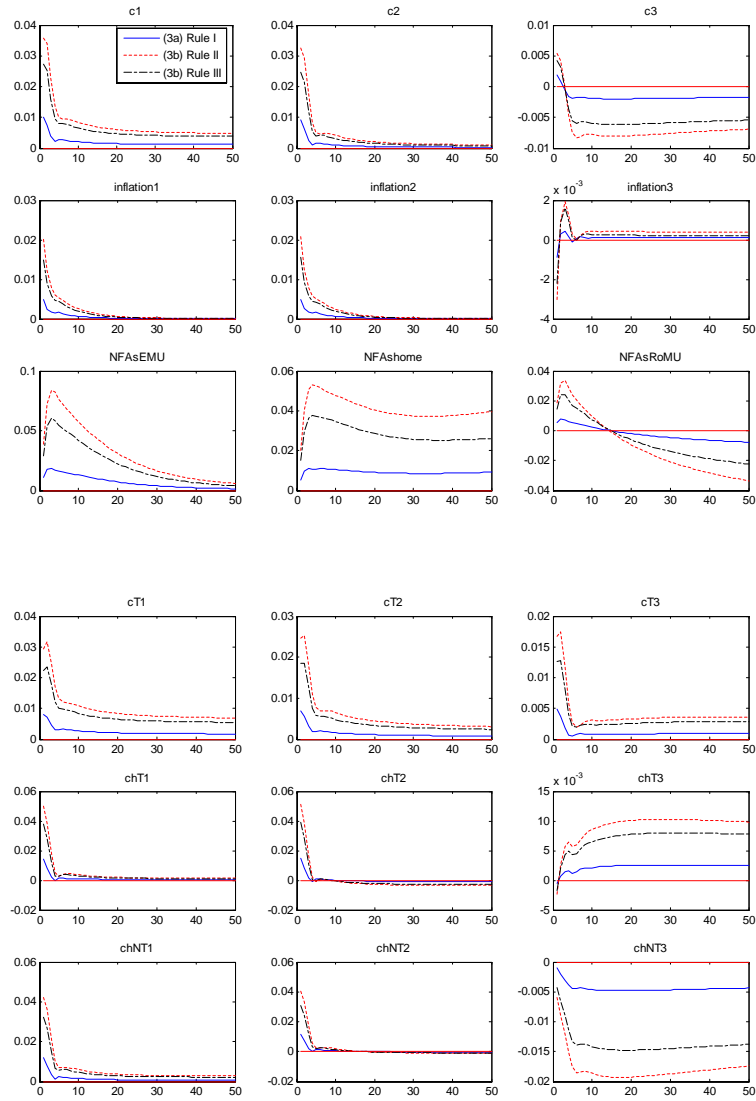 c1 c2 c3
0.04 0.04 0.01
0.03 0.03 0.005
0.02 0.02 0
0.01 0.01 -0.005
0 0 -0.01
(3a) Rule I
(3b) Rule II
(3b) Rule III
0 10 20 30 40 50 0 10 20 30 40 50 0 10 20 30 40 50
inflation1 inflation2 inflation3
x 10-3
0.03 0.03 2
0.02 0.02 0
0.01 0.01 -2
0 0 -4
0 10 20 30 40 50 0 10 20 30 40 50 0 10 20 30 40 50
NFAsEMU NFAshome NFAsRoMU
0.1 0.06 0.04
0.05 0.04 0.02
0 0.02 0
0 -0.02
-0.04
0 10 20 30 40 50 0 10 20 30 40 50 0 10 20 30 40 50
cT1 cT2 cT3
0.04 0.03 0.02
0.03 0.02 0.015
0.02 0.01 0.01
0.01 0 0.005
0 0
0 10 20 30 40 50 0 10 20 30 40 50 0 10 20 30 40 50
chT1 chT2 chT3
x 10-3
0.06 0.06 15
0.04 0.04 10
0.02 0.02 5
0 0 0
-0.02 -0.02 -5
0 10 20 30 40 50 0 10 20 30 40 50 0 10 20 30 40 50
chNT1 chNT2 chNT3
0.06 0.06 0
0.04 0.04 -0.005
0.02 0.02 -0.01
0 0 -0.015
-0.02 -0.02
0 10 20 30 40 50 0 10 20 30 40 50 0 10 20 30 40 50